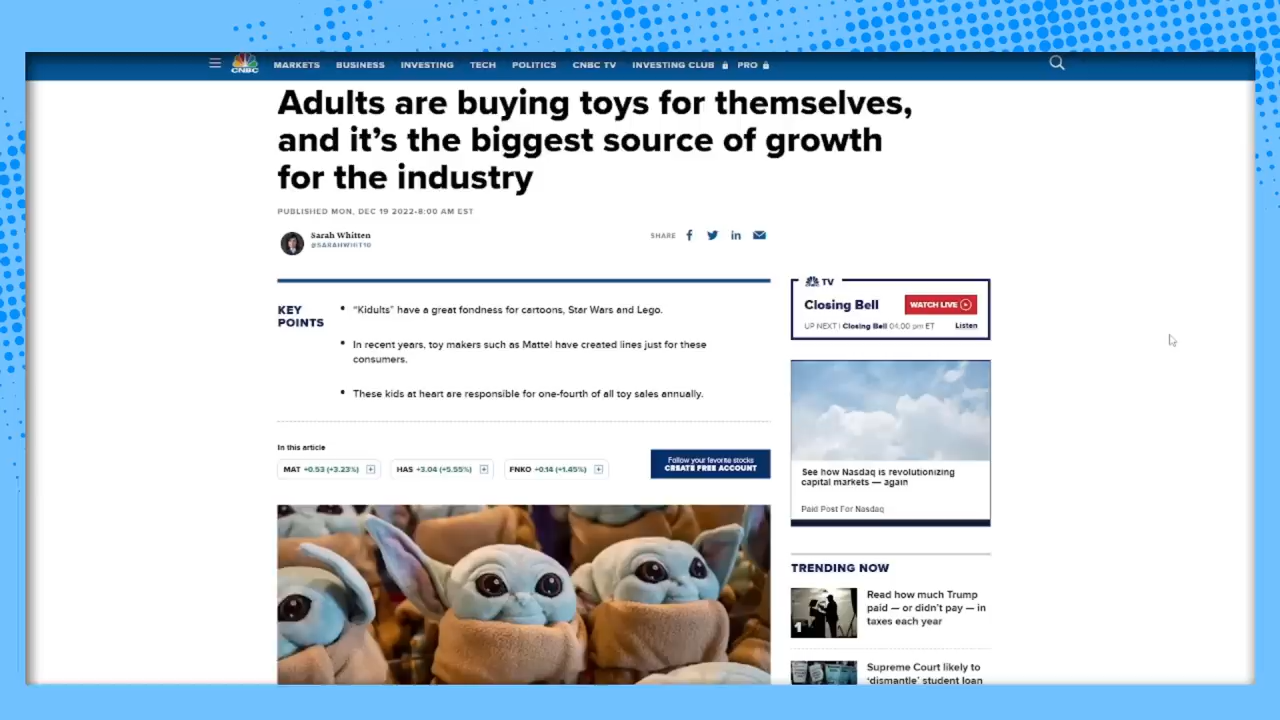 CNBC
MARKETS BUSINESS INVESTING TECH POLITICS CNBC TV INVESTING CLUB PRO
Adults are buying toys for themselves,
and it's the biggest source of growth
for the industry
PUBLISHED MON, DEC 19 2022-8:00 AM EST
Sarah Whitten
@SARAHWHIT10
SHARE
KEY
POINTS
• "Kidults" have a great fondness for cartoons, Star Wars and Lego.
• In recent years, toy makers such as Mattel have created lines just for these
consumers.
• These kids at heart are responsible for one-fourth of all toy sales annually.
In this article
MAT +0.53 (+3.23%)
HAS +3.04 (+5.55%)
FNKO +0.14 (+1.45%)
Follow your favorite stocks
CREATE FREE ACCOUNT
TV
Closing Bell
WATCH LIVE
UP NEXT | Closing Bell 04:00 pm ET
Listen
See how Nasdaq is revolutionizing
capital markets — again
Paid Post For Nasdaq
TRENDING NOW
1
Read how much Trump
paid — or didn't pay — in
taxes each year
Supreme Court likely to
'dismantle' student loan